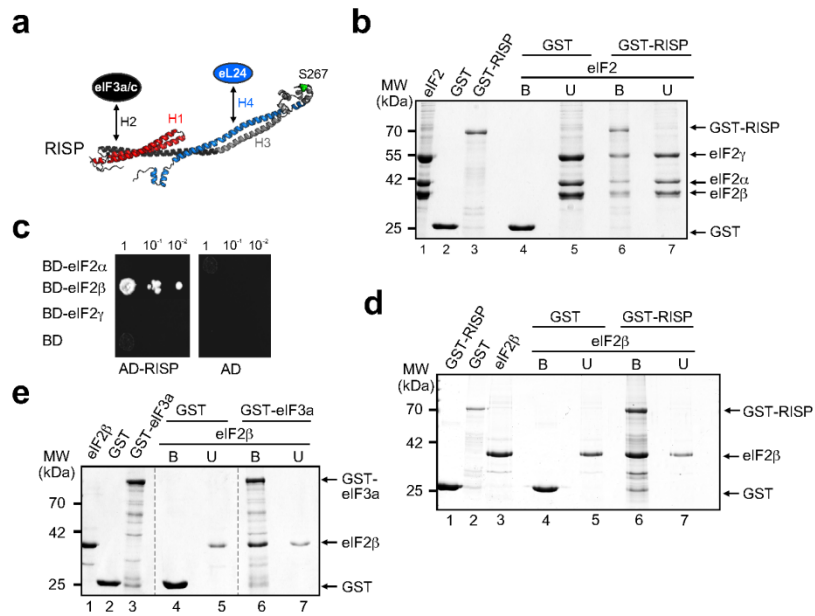 a
eIF3a/c
eL24
S267
H2
H1
H4
H3
RISP
b
GST
GST-RISP
eIF2
GST
GST-RISP
eIF2
B
U
B
U
MW
(kDa)
70
55
42
25
GST-RISP
eIF2γ
eIF2α
eIF2β
GST
1 2 3 4 5 6 7
c
1 10⁻¹ 10⁻² 1 10⁻¹ 10⁻²
BD-eIF2α
BD-eIF2β
BD-eIF2γ
BD
AD-RISP
AD
d
GST
GST-RISP
GST-RISP
GST
eIF2β
eIF2β
B
U
B
U
MW
(kDa)
70
42
25
GST-RISP
eIF2β
GST
1 2 3 4 5 6 7
e
GST
GST-eIF3a
eIF2β
GST
GST-eIF3a
eIF2β
B
U
B
U
MW
(kDa)
70
42
25
GST-
eIF3a
eIF2β
GST
1 2 3 4 5 6 7